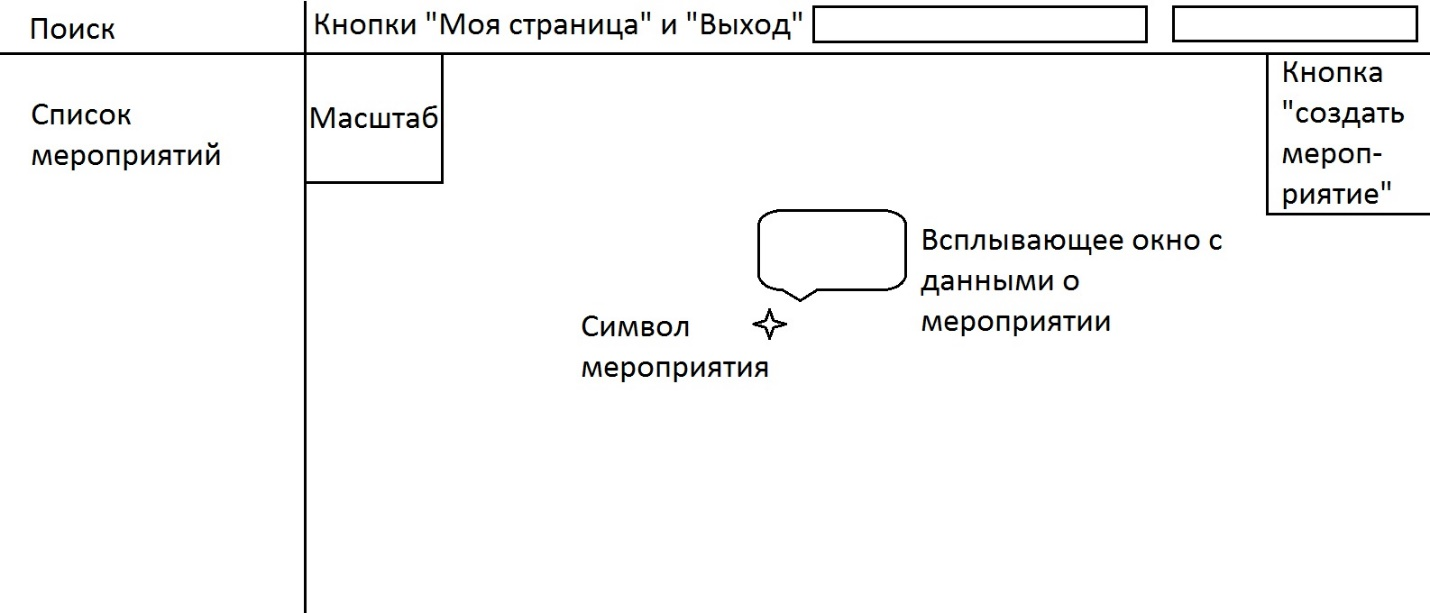 Поиск
Кнопки "Моя страница" и "Выход"
Список
мероприятий
Масштаб
Кнопка
"создать
мероп-
риятие"
Всплывающее окно с
данными о
мероприятии
Символ
мероприятия